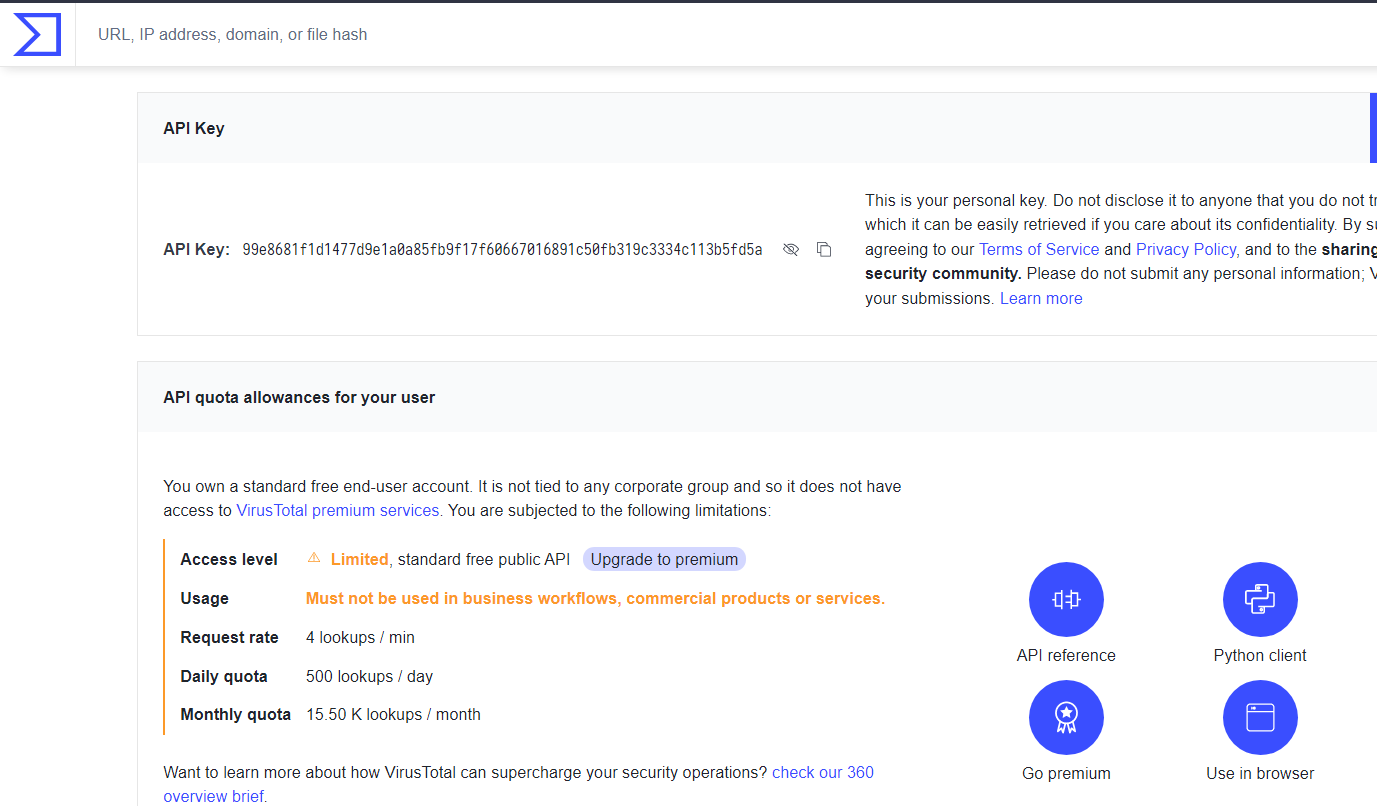 URL, IP address, domain, or file hash
API Key
This is your personal key. Do not disclose it to anyone that you do not tr
which it can be easily retrieved if you care about its confidentiality. By su
API Key: 99e8681f1d1477d9e1a0a85fb9f17f60667016891c50fb319c3334c113b5fd5a
agreeing to our Terms of Service and Privacy Policy, and to the sharing
security community. Please do not submit any personal information; V
your submissions. Learn more
API quota allowances for your user
You own a standard free end-user account. It is not tied to any corporate group and so it does not have
access to VirusTotal premium services. You are subjected to the following limitations:
Access level Limited, standard free public API Upgrade to premium
Usage Must not be used in business workflows, commercial products or services.
Request rate 4 lookups / min
Daily quota 500 lookups / day
Monthly quota 15.50 K lookups / month
API reference
Python client
Go premium
Use in browser
Want to learn more about how VirusTotal can supercharge your security operations? check our 360
overview brief.